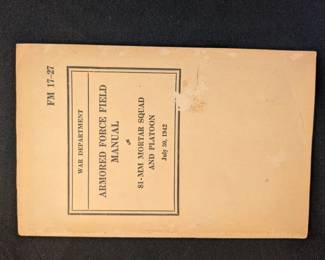 FM 17-27
WAR DEPARTMENT
ARMORED FORCE FIELD
MANUAL
81-MM MORTAR SQUAD
AND PLATOON
July 30, 1942